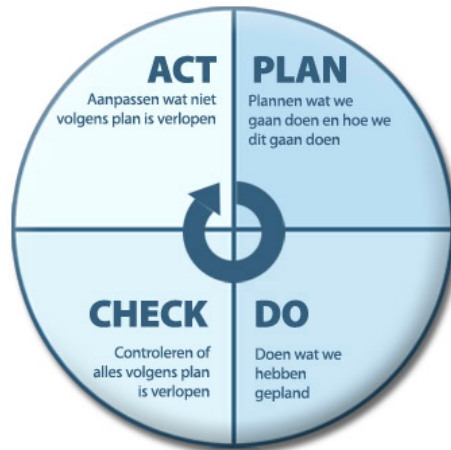 ACT
Aanpassen wat niet
volgens plan is verlopen
PLAN
Plannen wat we
gaan doen en hoe we
dit gaan doen
CHECK
Controleren of
alles volgens plan
is verlopen
DO
Doen wat we
hebben
gepland